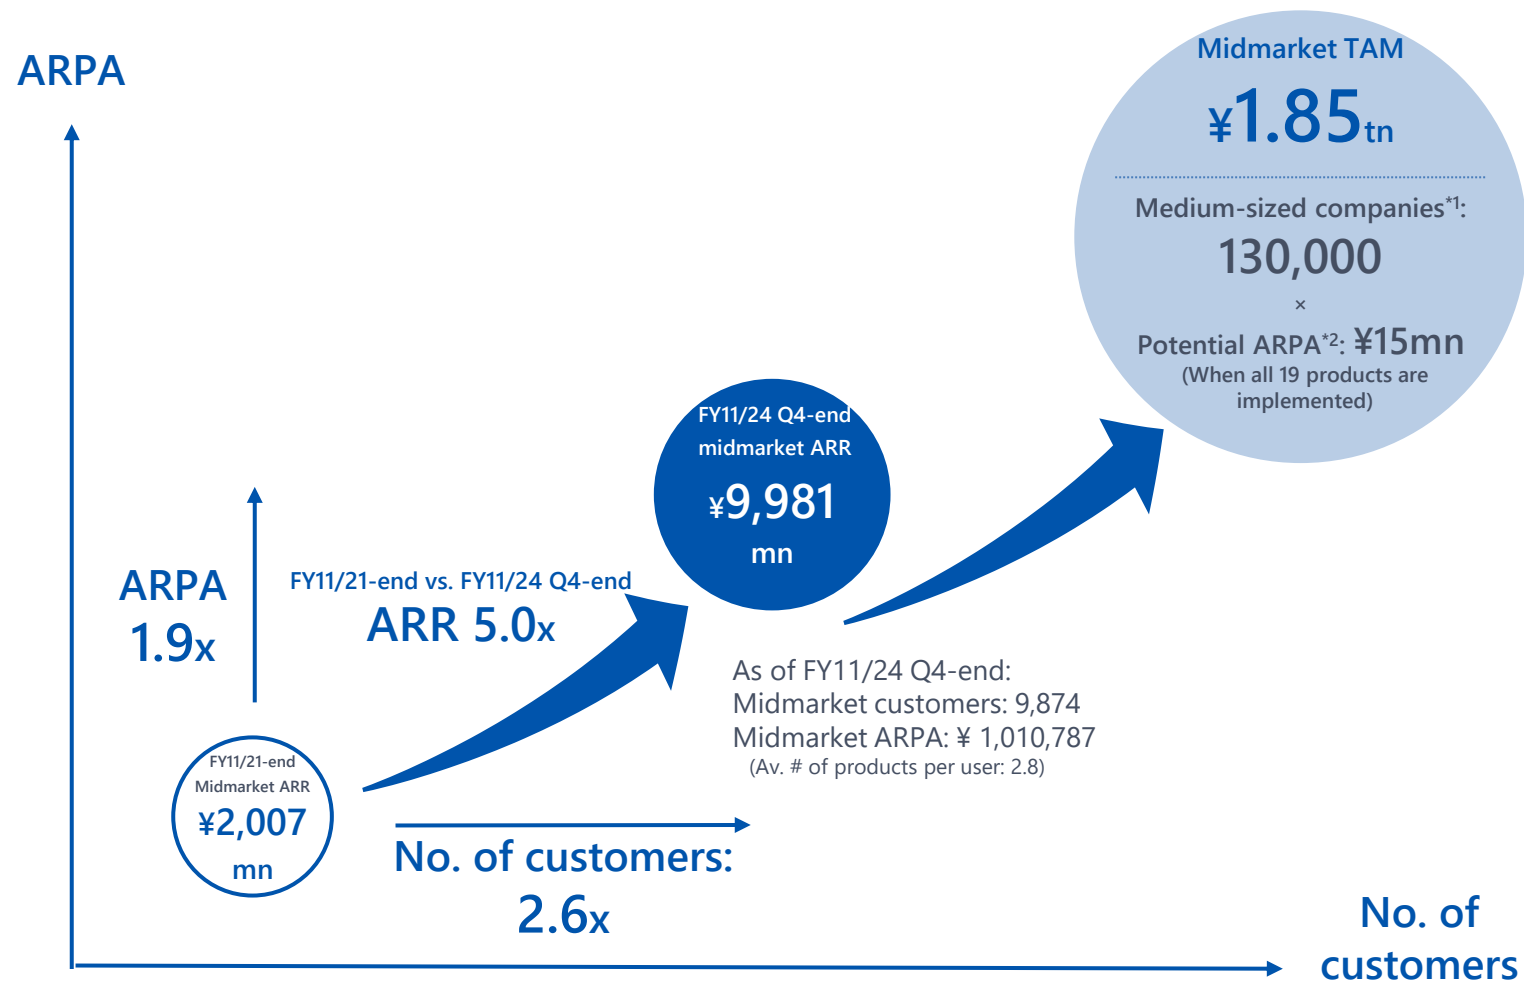 ARPA
Midmarket TAM
¥1.85tn
Medium-sized companies*1:
130,000
×
Potential ARPA*2: ¥15mn
(When all 19 products are
implemented)
FY11/24 Q4-end
midmarket ARR
¥9,981
mn
ARPA
1.9x
FY11/21-end vs. FY11/24 Q4-end
ARR 5.0x
As of FY11/24 Q4-end:
Midmarket customers: 9,874
Midmarket ARPA: ¥ 1,010,787
(Av. # of products per user: 2.8)
FY11/21-end
Midmarket ARR
¥2,007
mn
No. of customers:
2.6x
No. of
customers